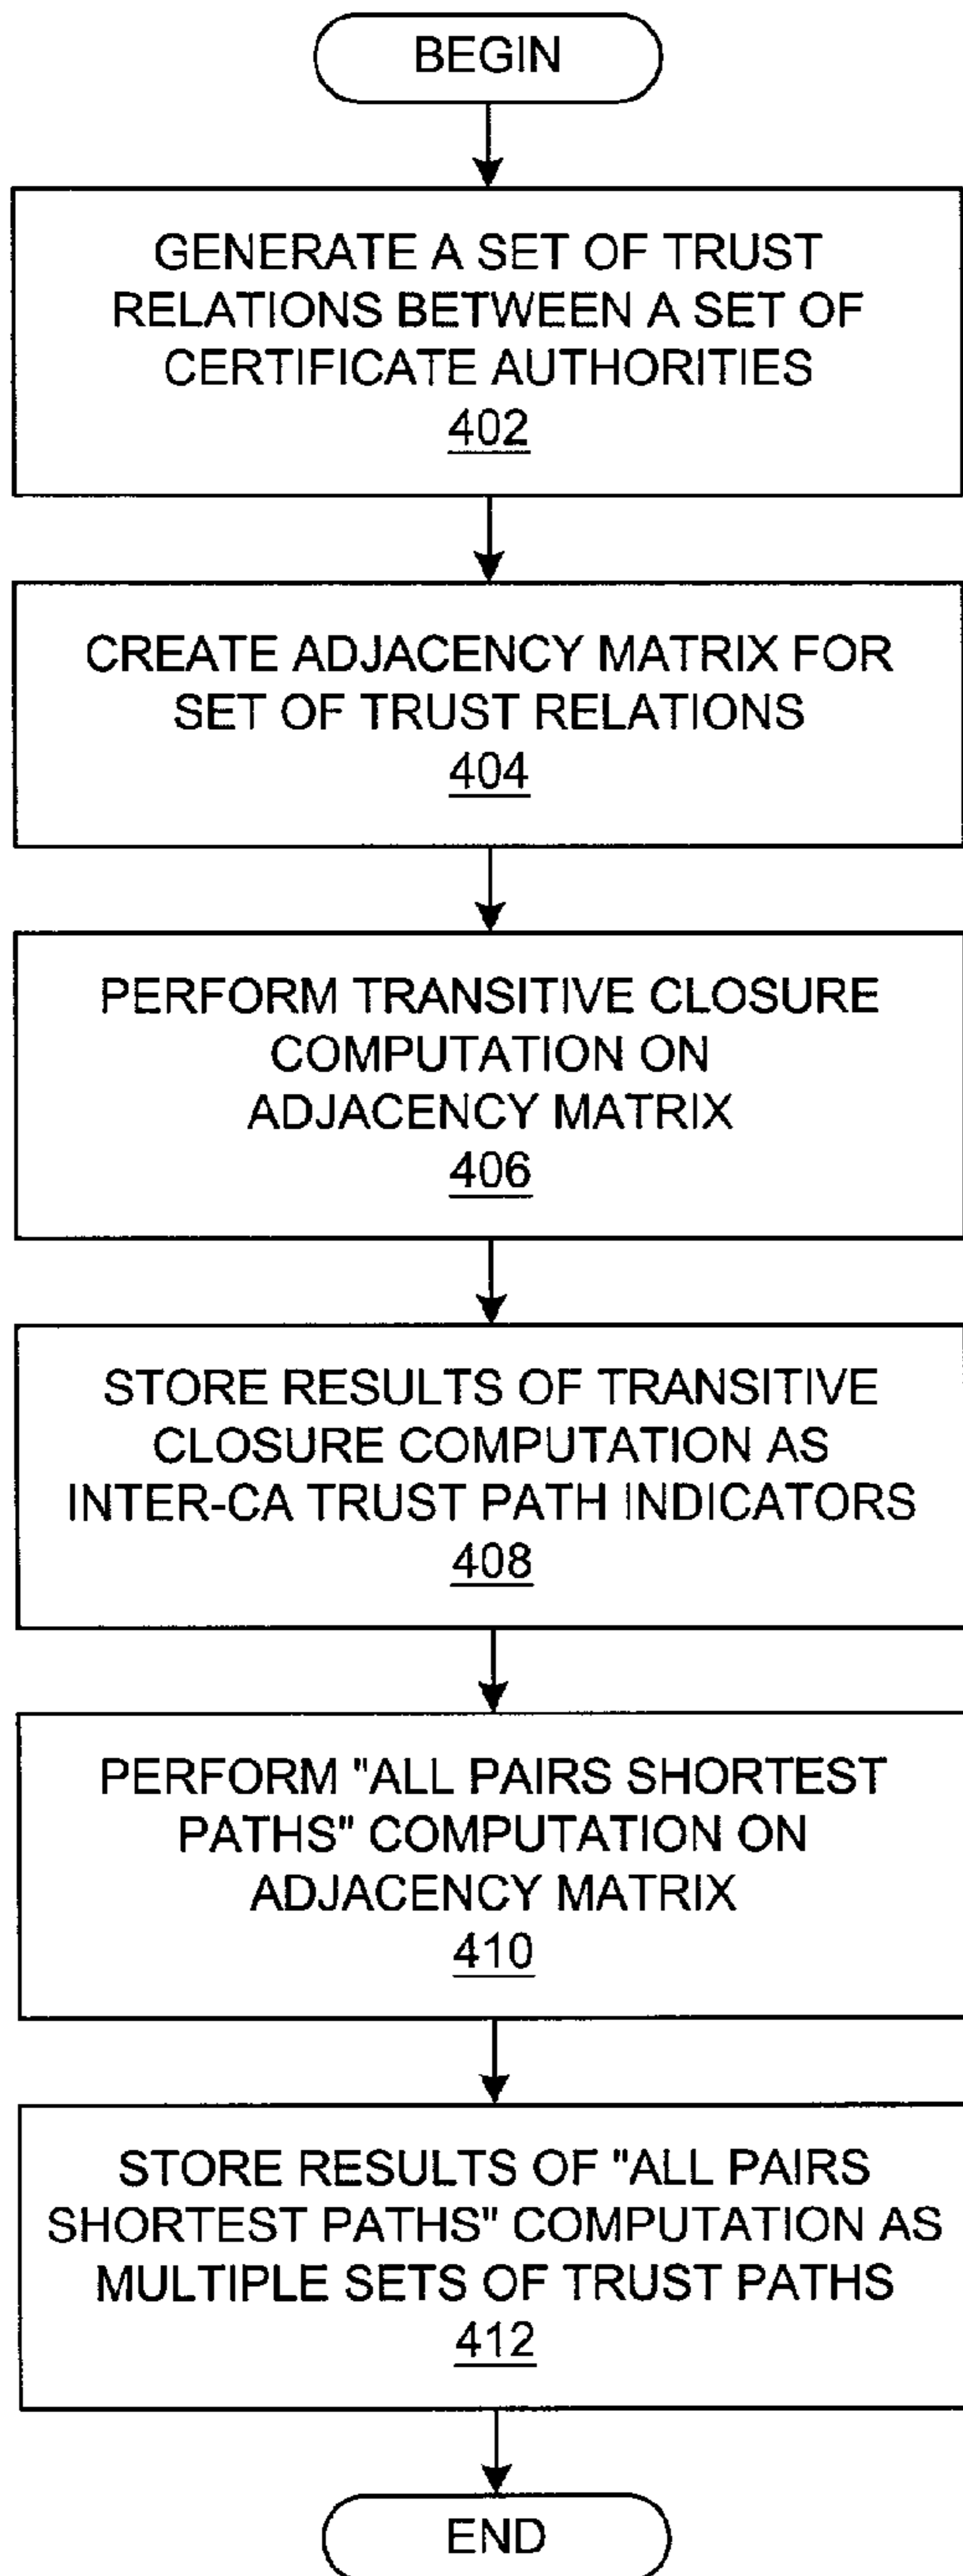 BEGIN
GENERATE A SET OF TRUST
RELATIONS BETWEEN A SET OF
CERTIFICATE AUTHORITIES
402
CREATE ADJACENCY MATRIX FOR
SET OF TRUST RELATIONS
404
PERFORM TRANSITIVE CLOSURE
COMPUTATION ON
ADJACENCY MATRIX
406
STORE RESULTS OF TRANSITIVE
CLOSURE COMPUTATION AS
INTER-CA TRUST PATH INDICATORS
408
PERFORM "ALL PAIRS SHORTEST
PATHS" COMPUTATION ON
ADJACENCY MATRIX
410
STORE RESULTS OF "ALL PAIRS
SHORTEST PATHS" COMPUTATION AS
MULTIPLE SETS OF TRUST PATHS
412
END